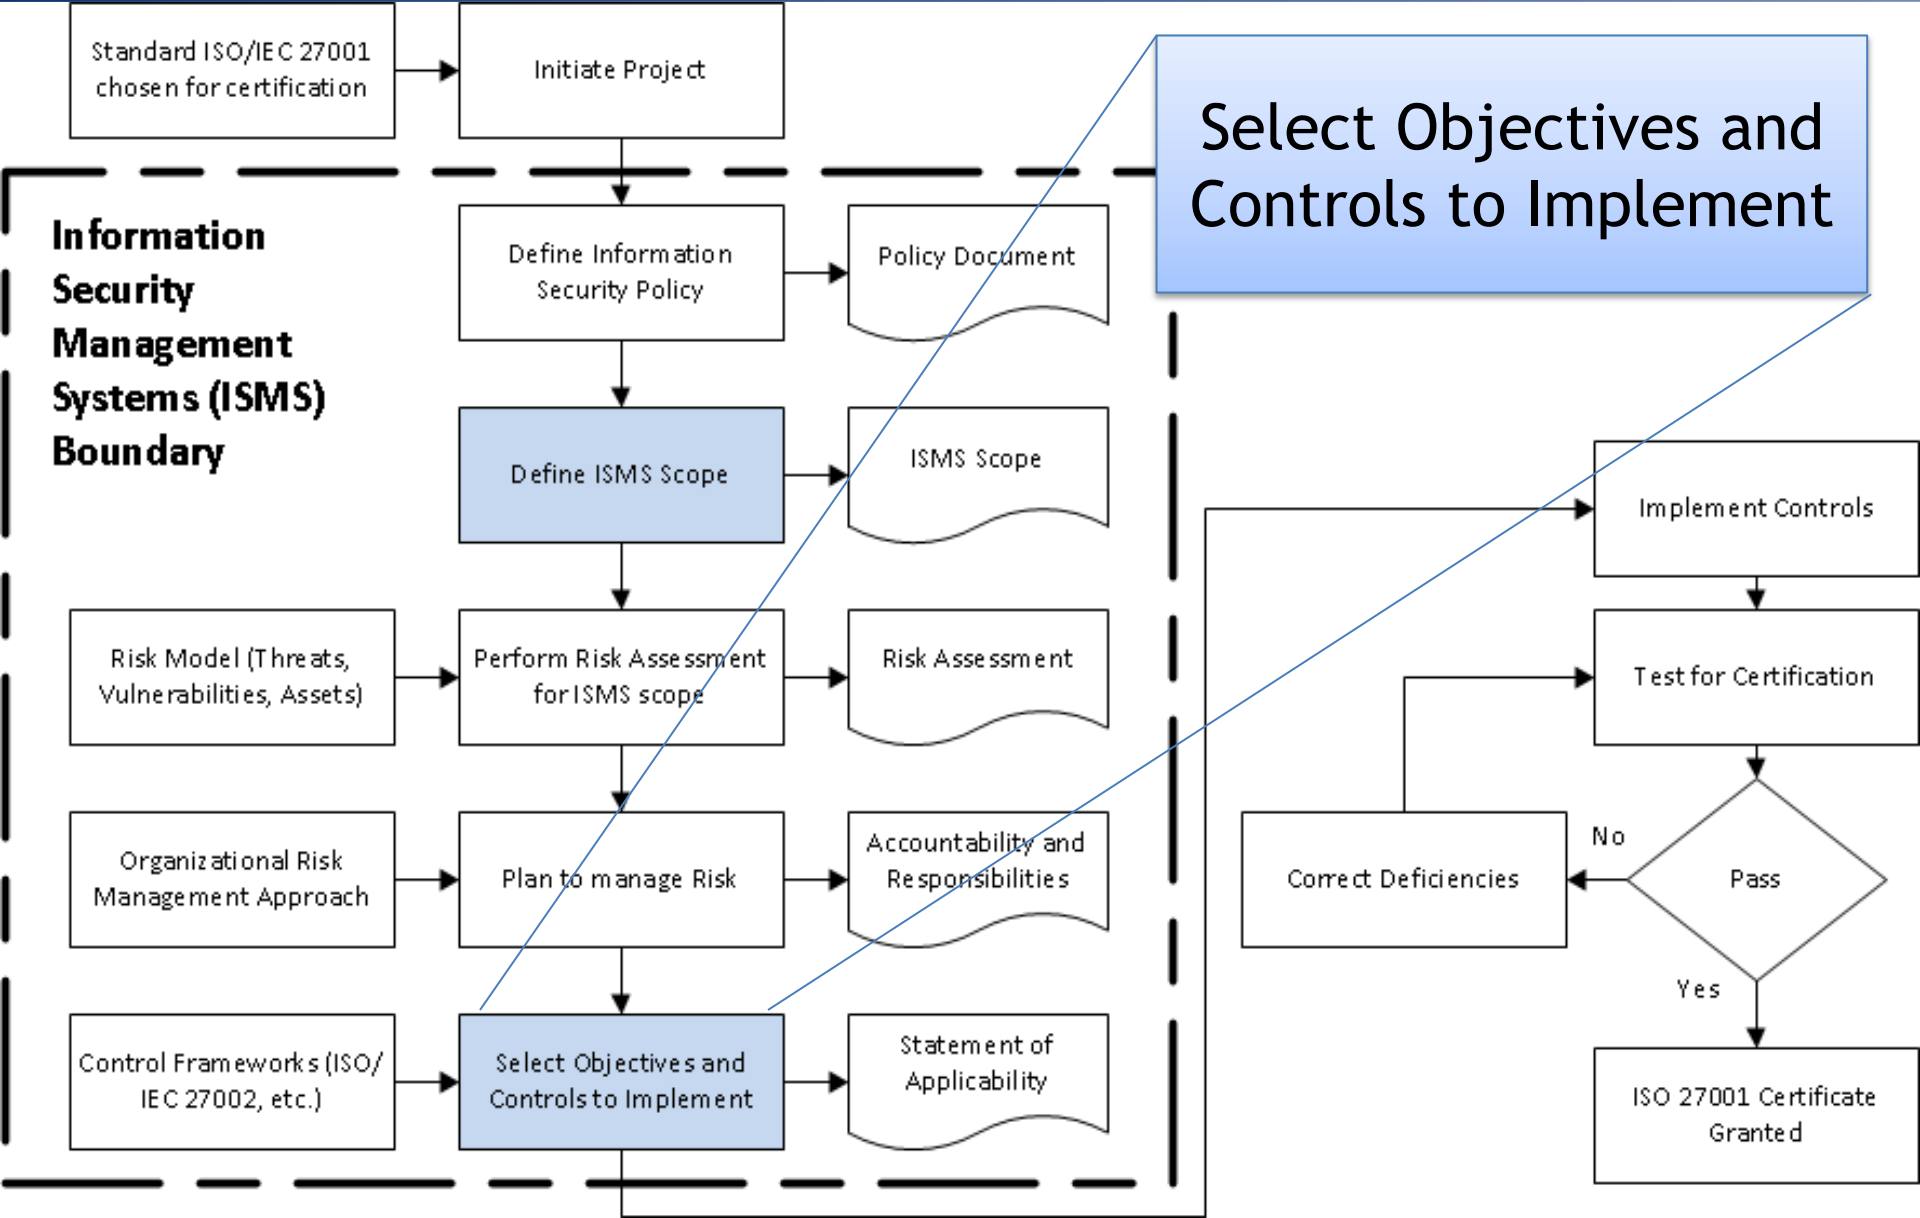 Standard ISO/IEC 27001
chosen for certification
Initiate Project
Select Objectives and
Controls to Implement
Information
Security
Management
Systems (ISMS)
Boundary
Define Information
Security Policy
Policy Document
Define ISMS Scope
ISMS Scope
Risk Model (Threats,
Vulnerabilities, Assets)
Perform Risk Assessment
for ISMS scope
Risk Assessment
Organizational Risk
Management Approach
Plan to manage Risk
Accountability and
Responsibilities
Control Frameworks (ISO/
IEC 27002, etc.)
Select Objectives and
Controls to Implement
Statement of
Applicability
Implement Controls
Test for Certification
No
Correct Deficiencies
Pass
Yes
ISO 27001 Certificate
Granted